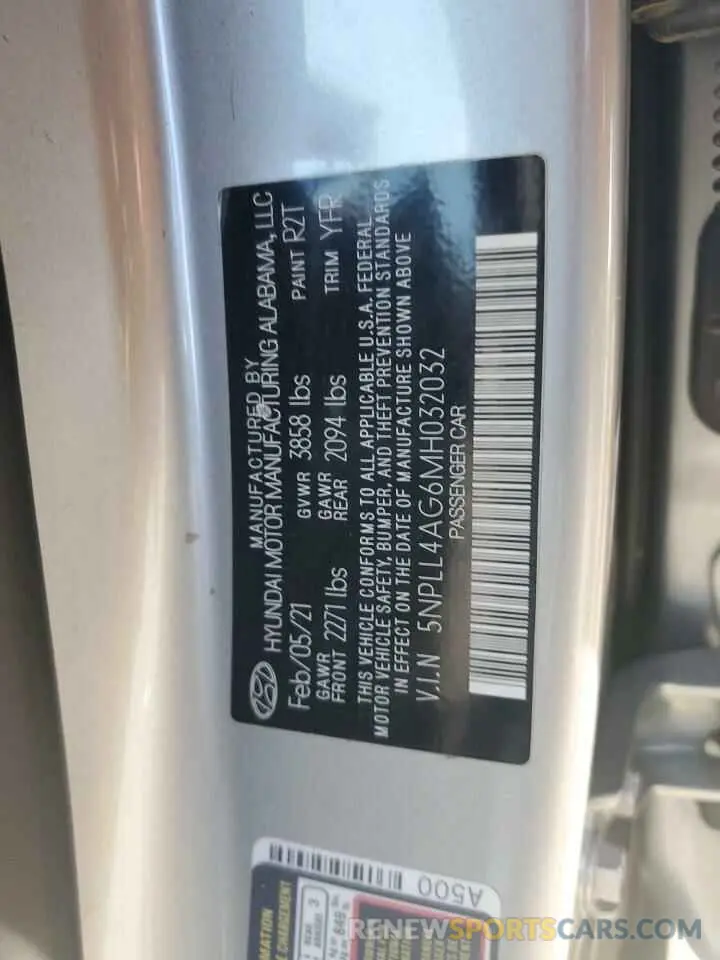 MANUFACTURED BY
HYUNDAI MOTOR MANUFACTURING ALABAMA, LLC
Feb/05/21 GVWR 3858 lbs PAINT R2T
GAWR FRONT 2271 lbs GAWR REAR 2094 lbs TRIM YFR
THIS VEHICLE CONFORMS TO ALL APPLICABLE U.S.A. FEDERAL
MOTOR VEHICLE SAFETY, BUMPER, AND THEFT PREVENTION STANDARDS
IN EFFECT ON THE DATE OF MANUFACTURE SHOWN ABOVE
V.I.N 5NPLL4AG6MH032032
PASSENGER CAR
A500
3
RENEWSPORTSCARS.COM